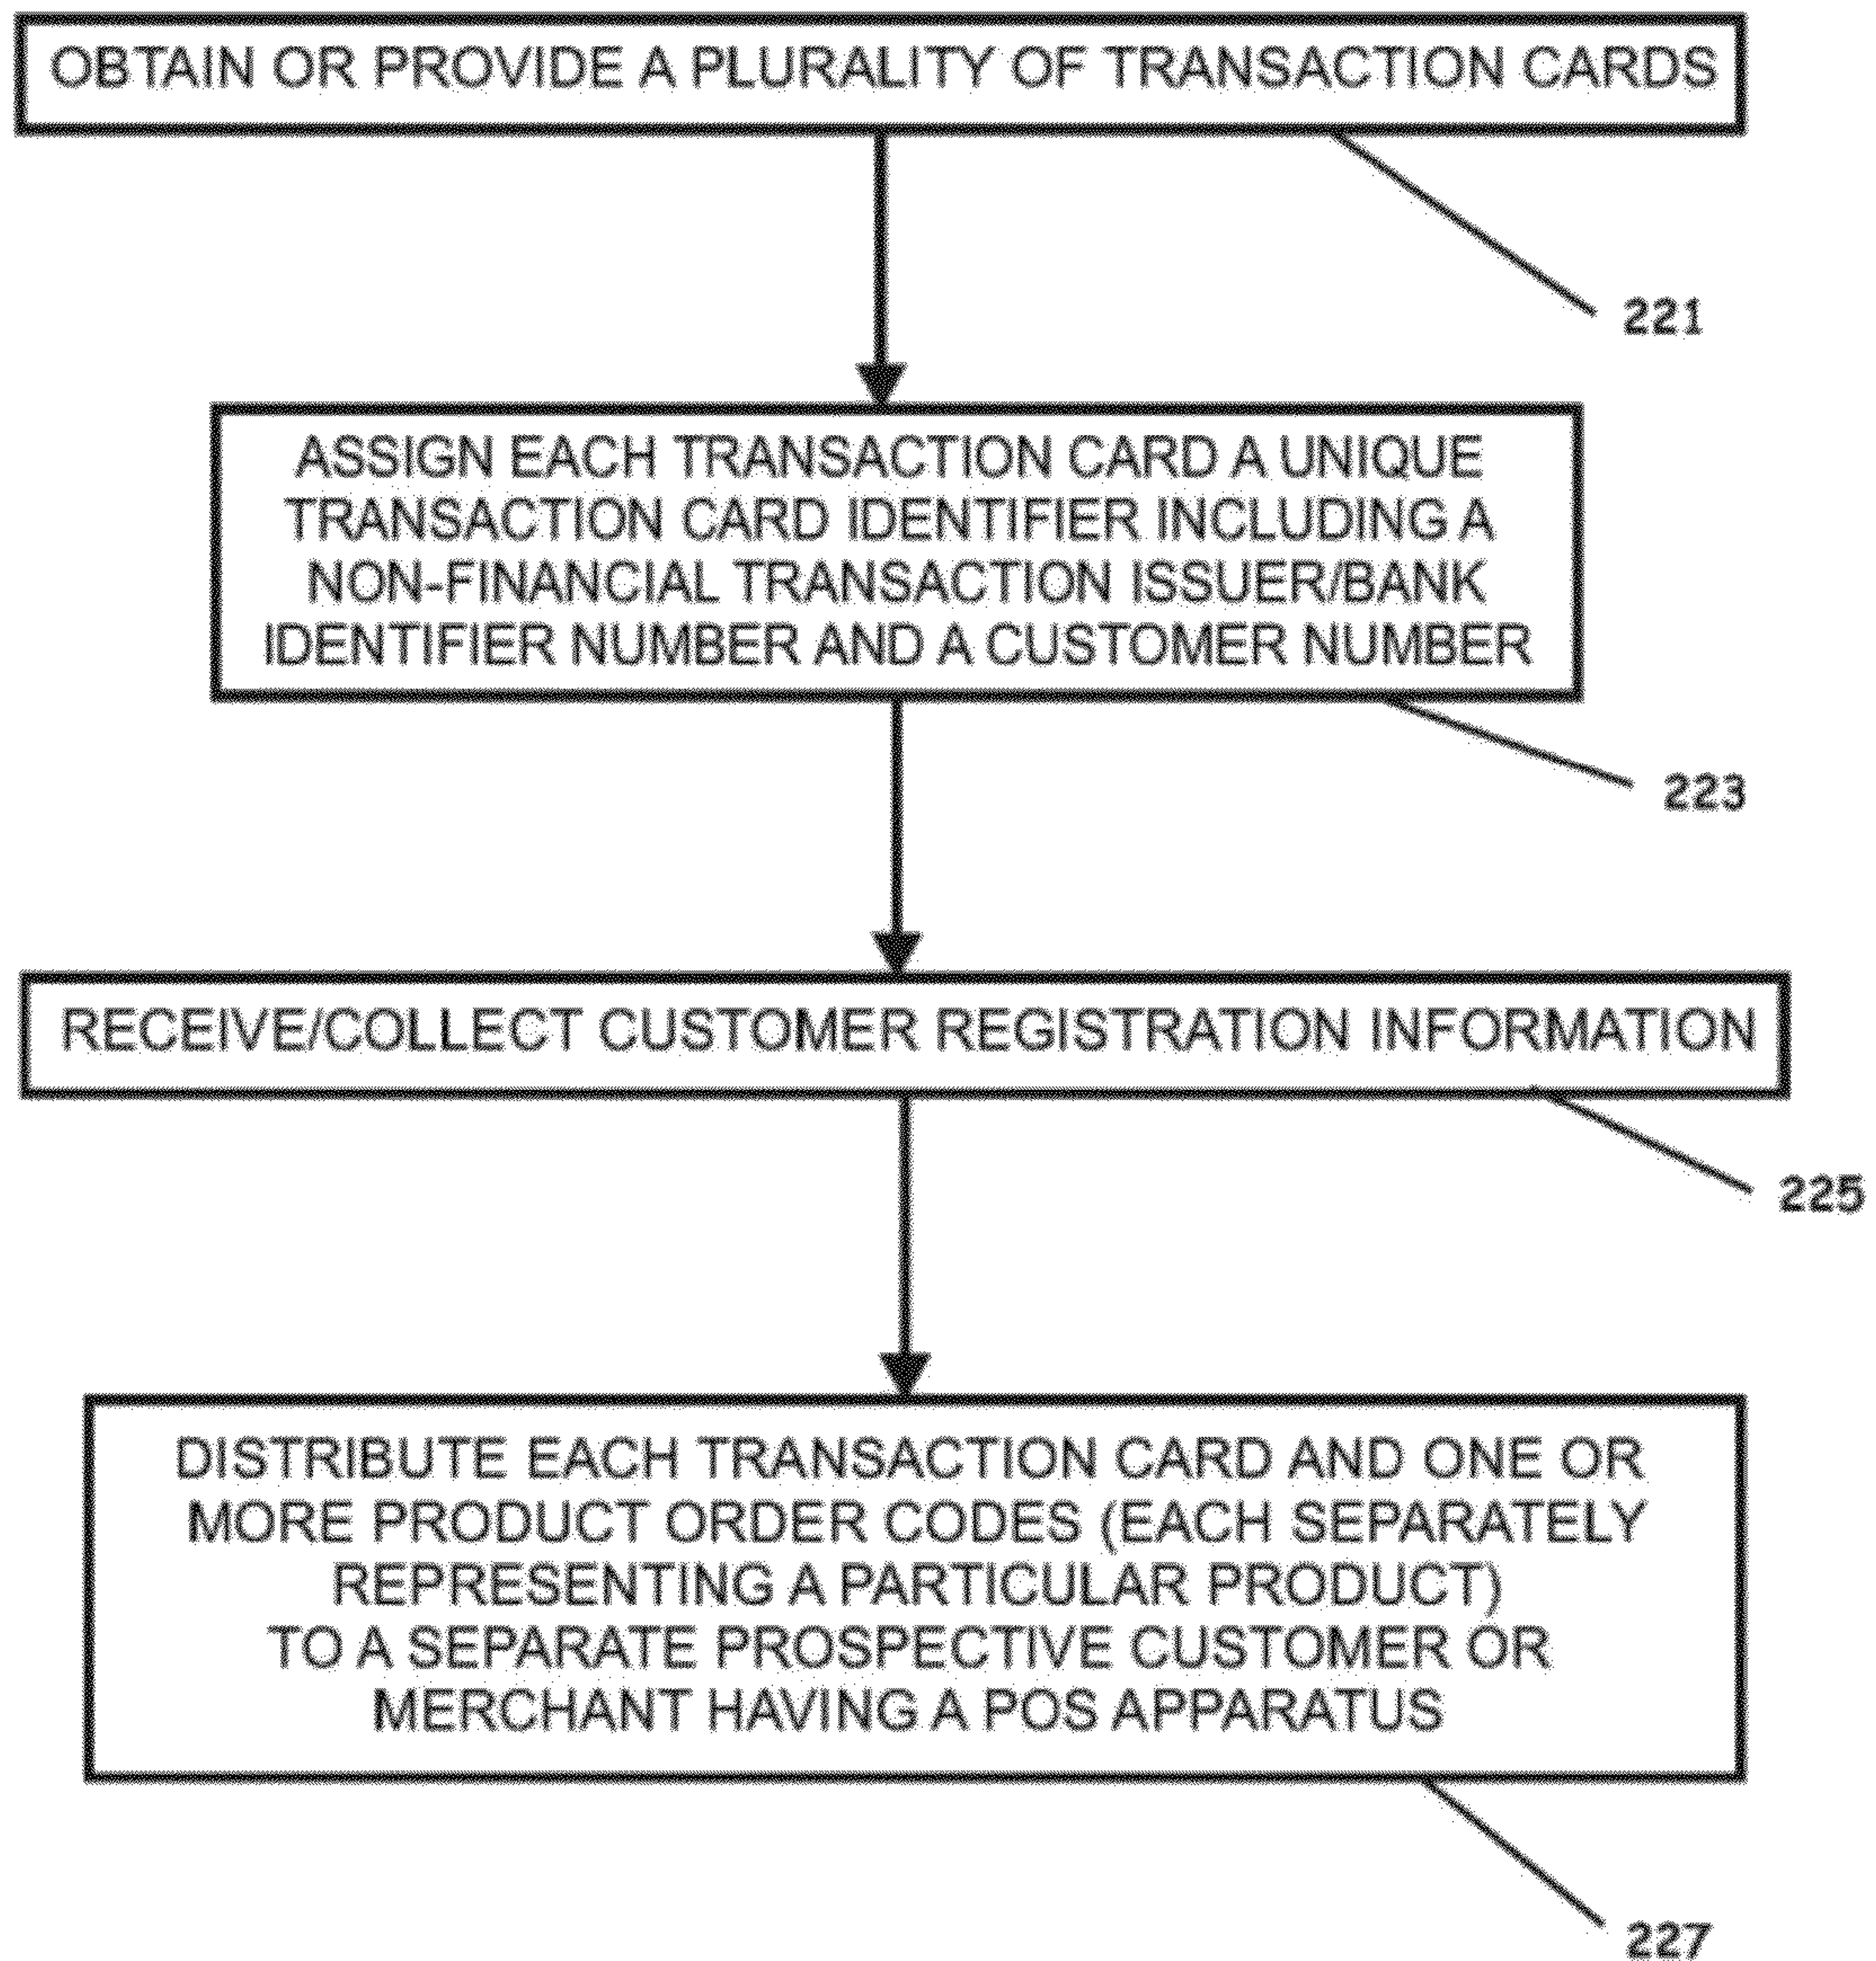 OBTAIN OR PROVIDE A PLURALITY OF TRANSACTION CARDS
221
ASSIGN EACH TRANSACTION CARD A UNIQUE
TRANSACTION CARD IDENTIFIER INCLUDING A
NON-FINANCIAL TRANSACTION ISSUER/BANK
IDENTIFIER NUMBER AND A CUSTOMER NUMBER
223
RECEIVE/COLLECT CUSTOMER REGISTRATION INFORMATION
225
DISTRIBUTE EACH TRANSACTION CARD AND ONE OR
MORE PRODUCT ORDER CODES (EACH SEPARATELY
REPRESENTING A PARTICULAR PRODUCT)
TO A SEPARATE PROSPECTIVE CUSTOMER OR
MERCHANT HAVING A POS APPARATUS
227